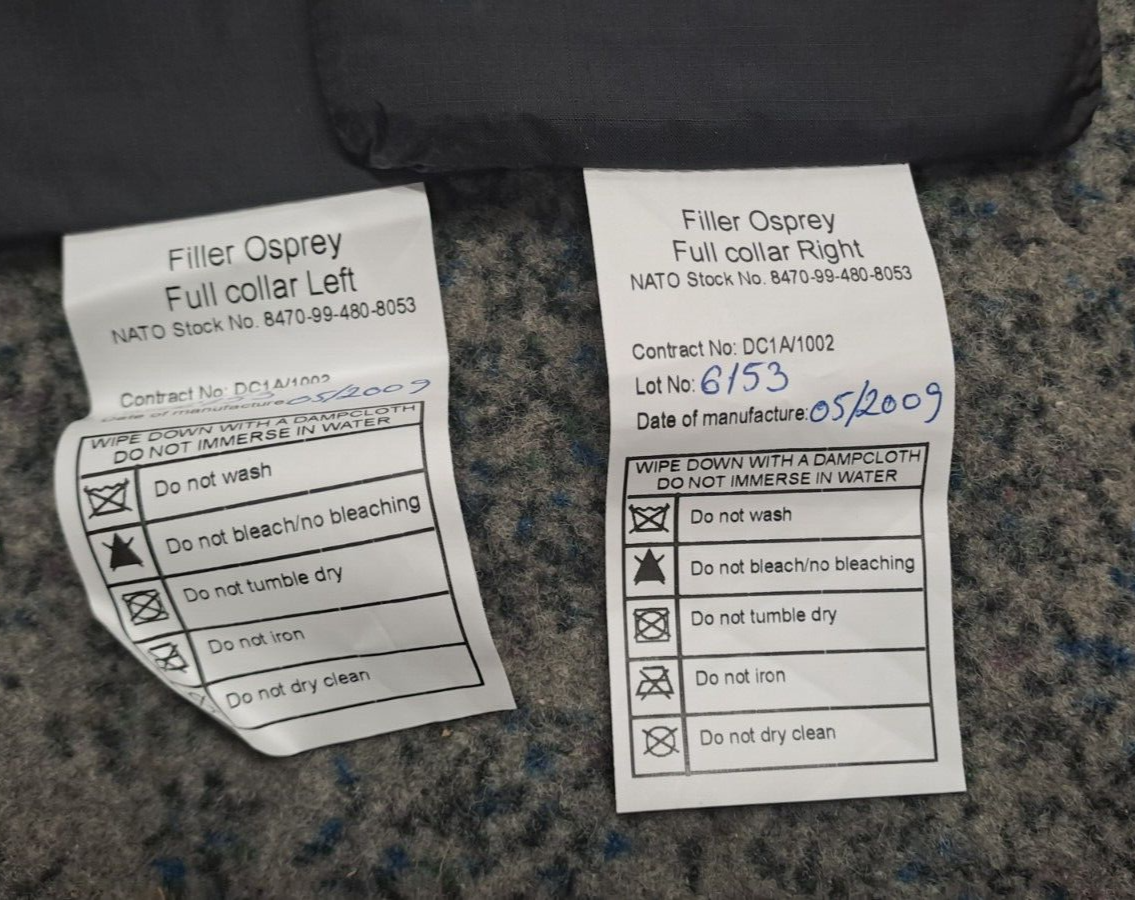 Filler Osprey
Full collar Left
NATO Stock No. 8470-99-480-8053
Contract No: DC1A/1002
Date of manufacture: 05/2009
WIPE DOWN WITH A DAMPCLOTH
DO NOT IMMERSE IN WATER
Do not wash
Do not bleach/no bleaching
Do not tumble dry
Do not iron
Do not dry clean
Filler Osprey
Full collar Right
NATO Stock No. 8470-99-480-8053
Contract No: DC1A/1002
Lot No: 6153
Date of manufacture: 05/2009
WIPE DOWN WITH A DAMPCLOTH
DO NOT IMMERSE IN WATER
Do not wash
Do not bleach/no bleaching
Do not tumble dry
Do not iron
Do not dry clean